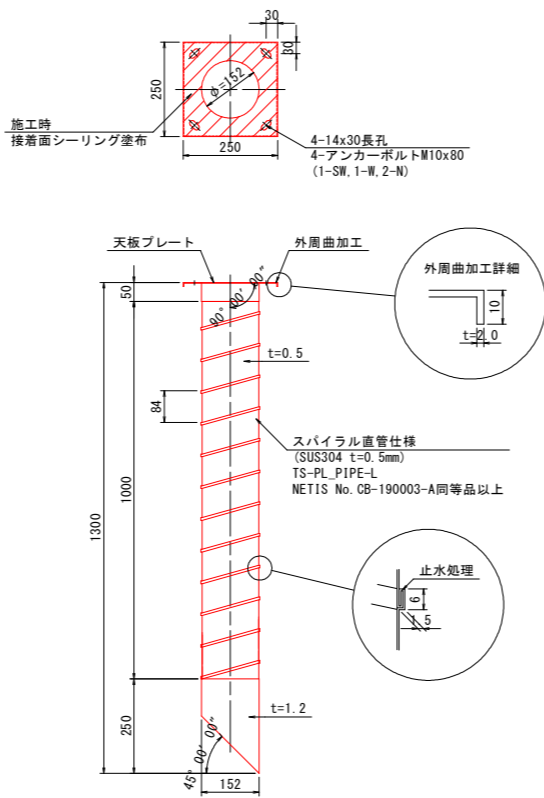 30
30
250
φ=152
施工時
接着面シーリング塗布
250
4-14x30長孔
4-アンカーボルトM10x80
(1-SW, 1-W, 2-N)
天板プレート
外周曲加工
外周曲加工詳細
10
t=2.0
50
90° 00′ 00″
t=0.5
84
スパイラル直管仕様
(SUS304 t=0.5mm)
TS-PL_PIPE-L
NETIS No. CB-190003-A同等品以上
1300
1000
止水処理
6
1.5
250
t=1.2
45° 00′ 00″
152